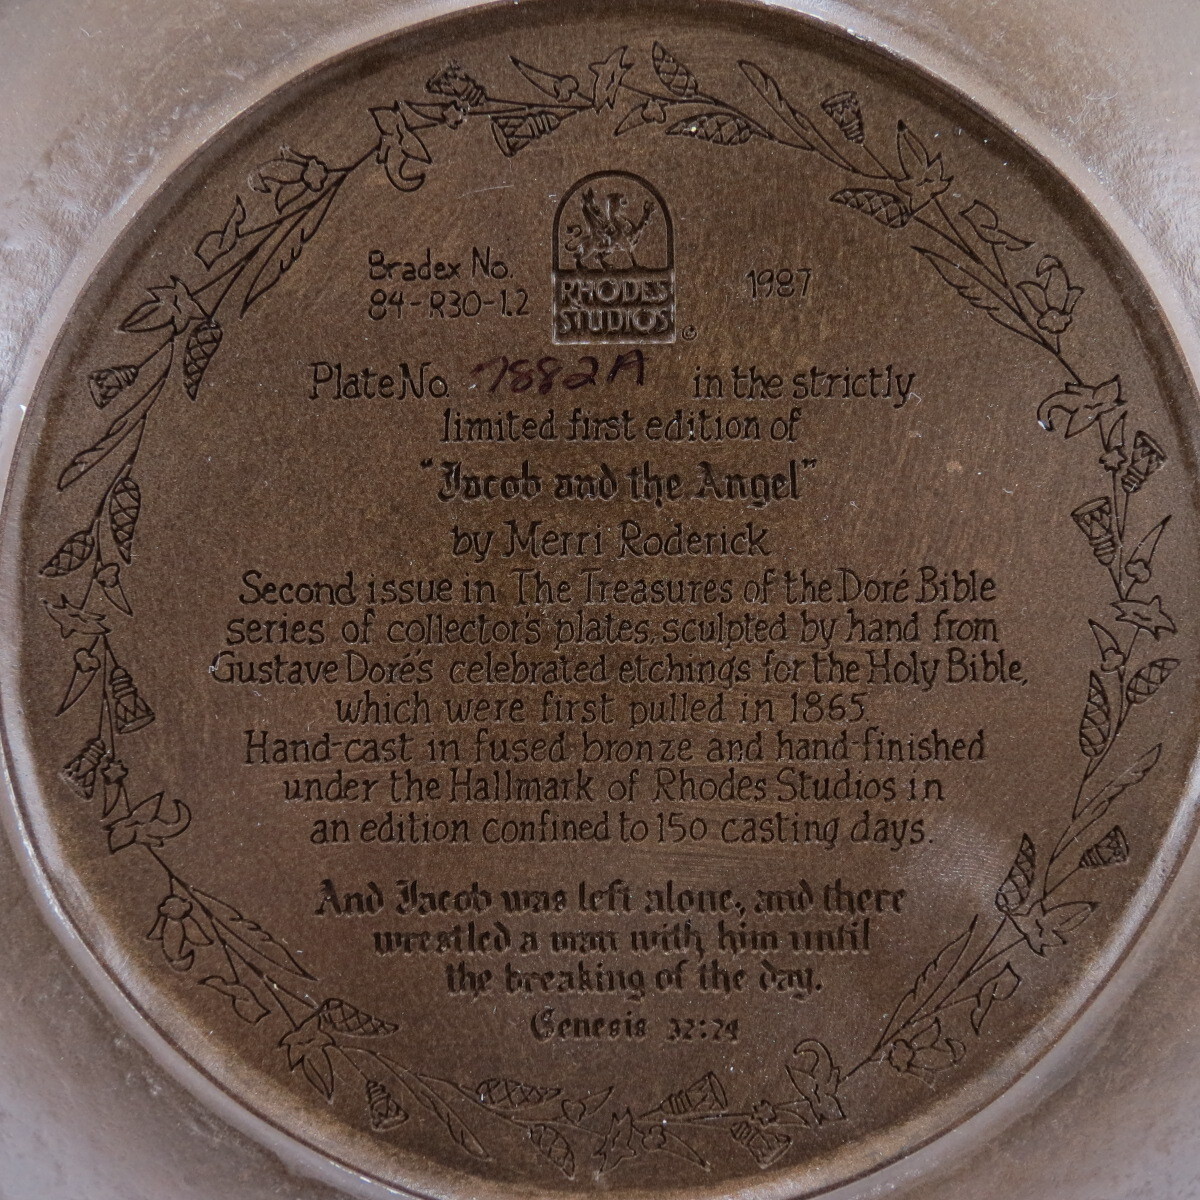 Bradex No.
84-R30-1.2
RHODES
STUDIOS
©
1987
Plate No. 7882A in the strictly
limited first edition of
"Jacob and the Angel"
by Merri Roderick
Second issue in The Treasures of the Doré Bible
series of collector's plates, sculpted by hand from
Gustave Doré's celebrated etchings for the Holy Bible,
which were first pulled in 1865.
Hand-cast in fused bronze and hand-finished
under the Hallmark of Rhodes Studios in
an edition confined to 150 casting days.
And Jacob was left alone, and there
wrestled a man with him until
the breaking of the day.
Genesis 32:24